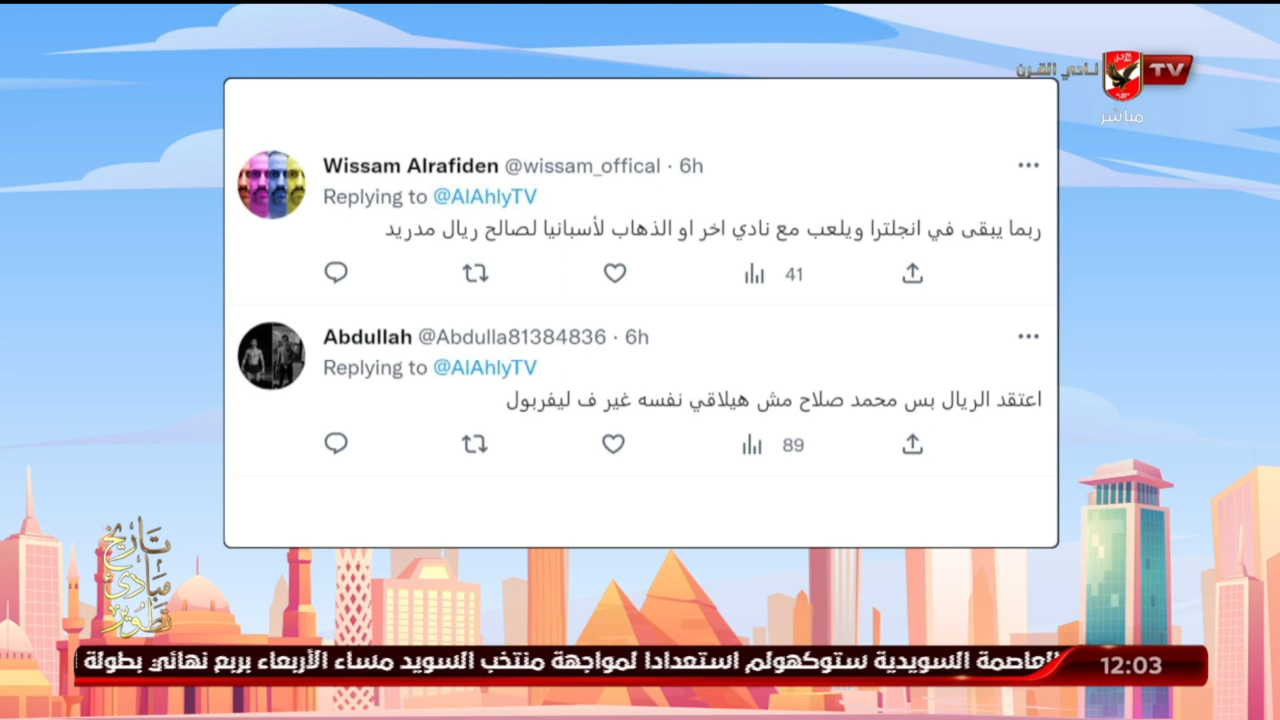 نادي القرن
TV
مباشر
Wissam Alrafiden @wissam_offical · 6h
Replying to @AlAhlyTV
ربما يبقى في انجلترا ويلعب مع نادي اخر او الذهاب لأسبانيا لصالح ريال مدريد
41
Abdullah @Abdulla81384836 · 6h
Replying to @AlAhlyTV
اعتقد الريال بس محمد صلاح مش هيلاقي نفسه غير ف ليفربول
89
تاريخ
مبادئ
تطوير
العاصمة السويدية ستوكهولم استعدادا لمواجهة منتخب السويد مساء الأربعاء بربع نهائي بطولة
12:03